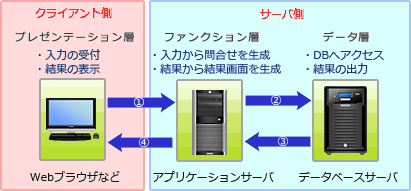 クライアント側
サーバ側
プレゼンテーション層
・入力の受付
・結果の表示
ファンクション層
・入力から問合せを生成
・結果から結果画面を生成
データ層
・DBへアクセス
・結果の出力
①
②
③
④
Webブラウザなど
アプリケーションサーバ
データベースサーバ